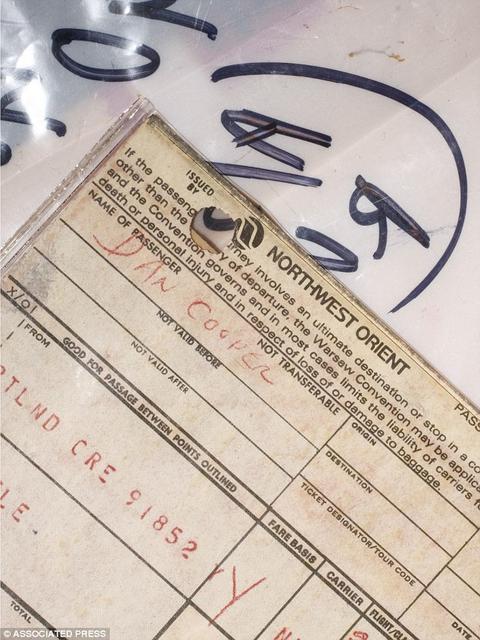 ISSUED
BY
NORTHWEST ORIENT
PASS
If the passenger's journey involves an ultimate destination or stop in a co
other than the country of departure, the Warsaw Convention may be applica
and the Convention governs and in most cases limits the liability of carriers f
death or personal injury and in respect of loss of or damage to baggage.
NAME OF PASSENGER
NOT TRANSFERABLE
DAN COOPER
NOT VALID BEFORE
ORIGIN
NOT VALID AFTER
DESTINATION
X/O
FROM
GOOD FOR PASSAGE BETWEEN POINTS OUTLINED
TICKET DESIGNATOR/TOUR CODE
FARE BASIS
CARRIER
FLIGHT/CL
RTLND ORE 91852
Y
N
LE
TOTAL
© ASSOCIATED PRESS